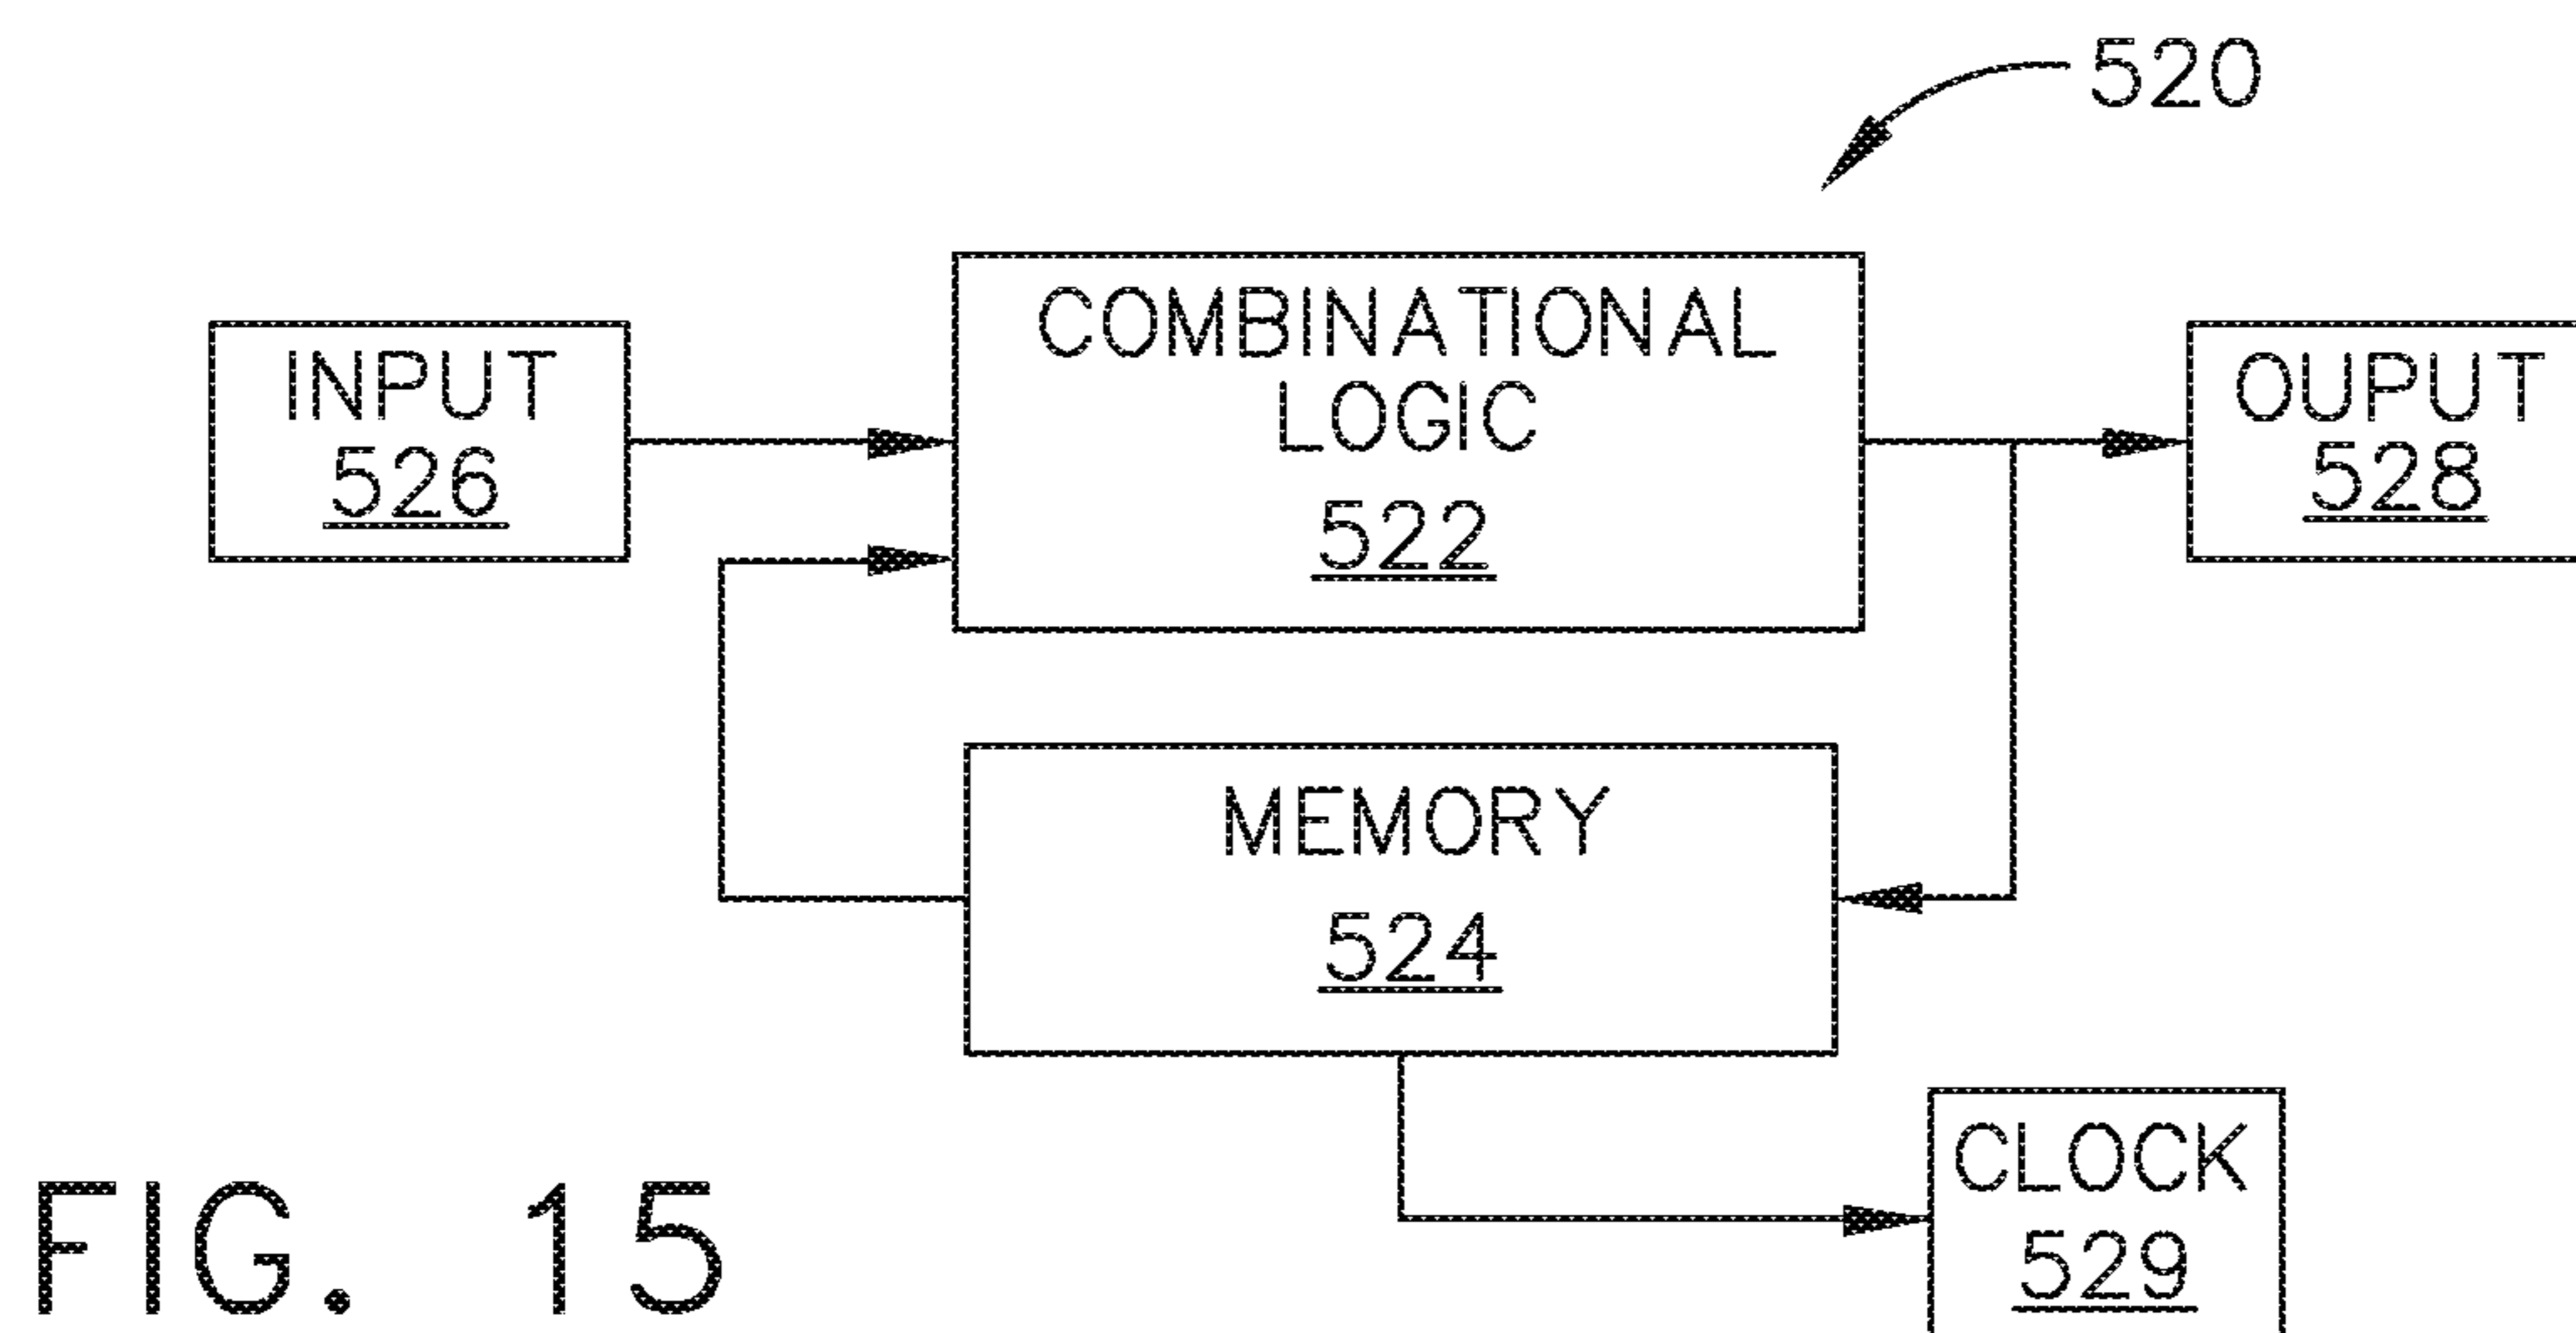 520
COMBINATIONAL
LOGIC
522
INPUT
526
OUPUT
528
MEMORY
524
CLOCK
529
FIG. 15